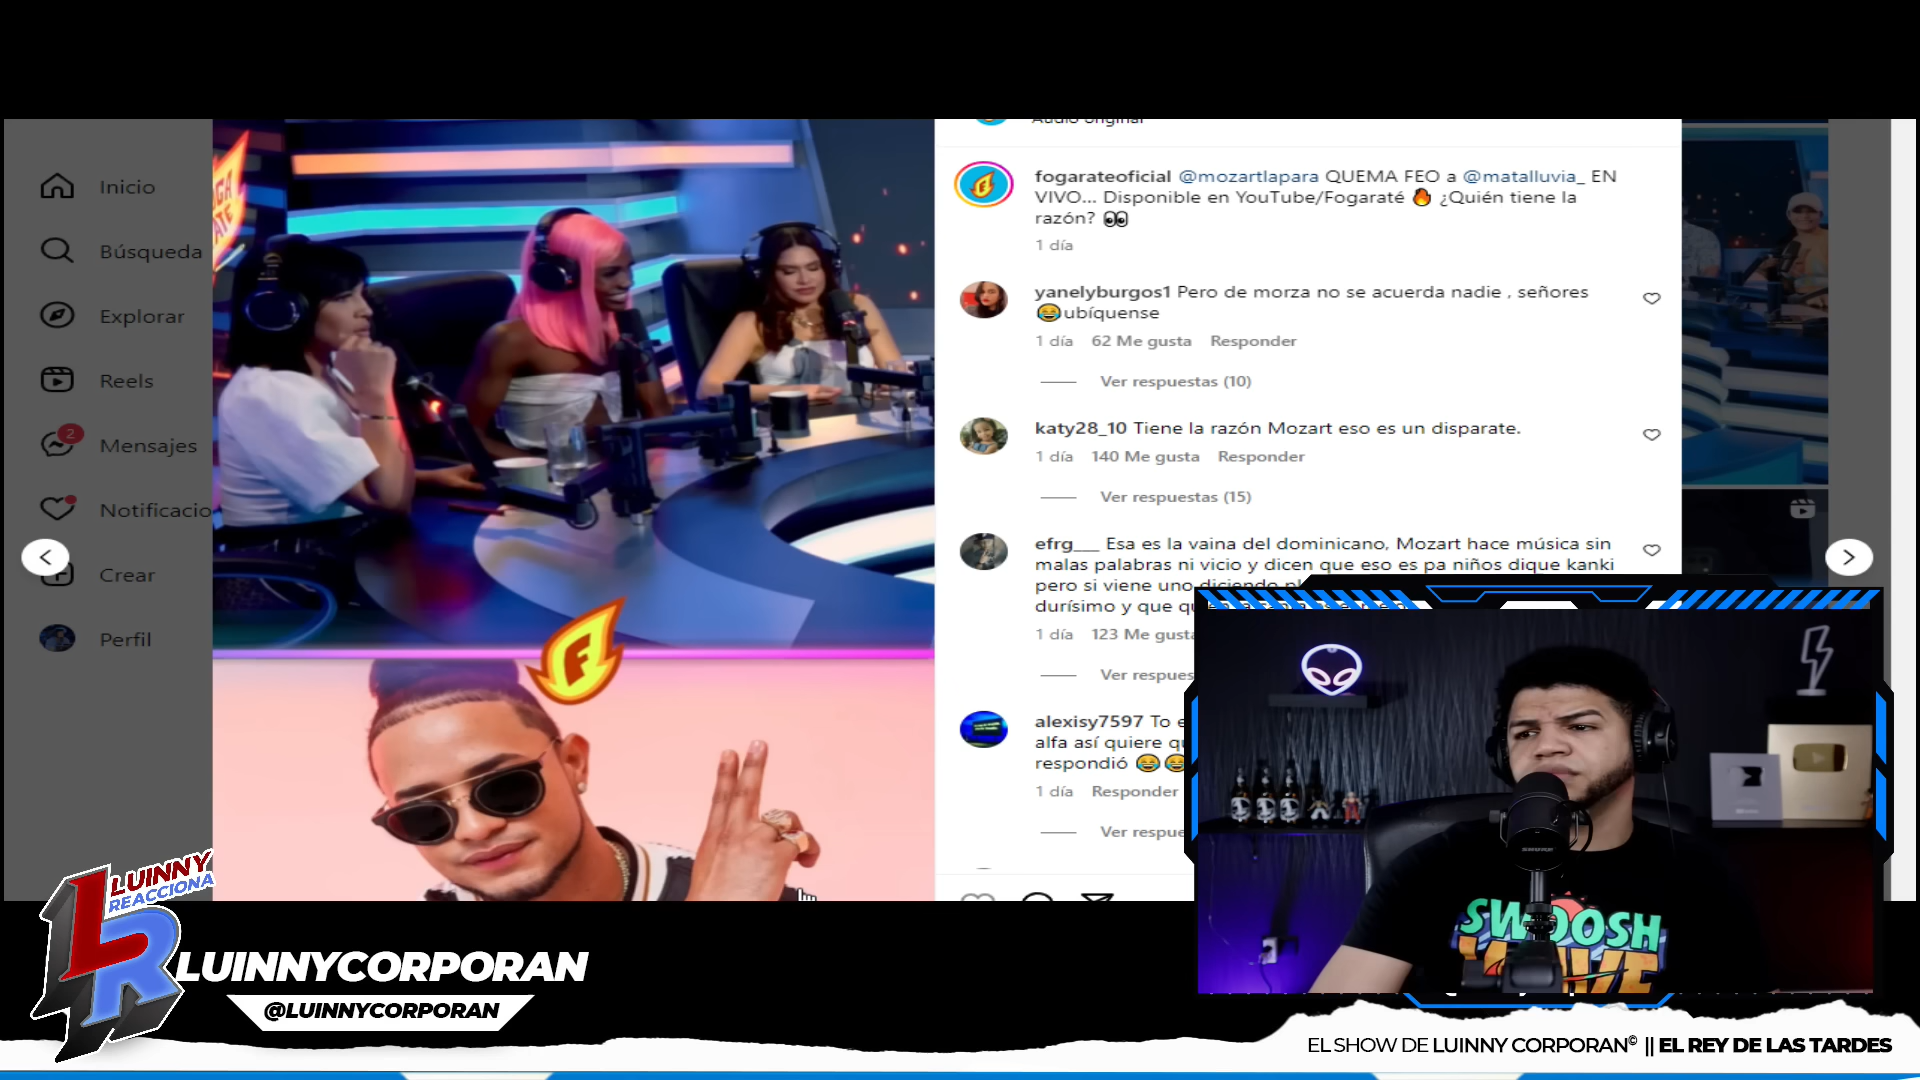 Audio original
Inicio
Búsqueda
Explorar
Reels
2
Mensajes
Notificacio
Crear
Perfil
fogarateoficial @mozartlapara QUEMA FEO a @matalluvia_ EN
VIVO... Disponible en YouTube/Fogaraté 🔥 ¿Quién tiene la
razón? 👀
1 día
yanelyburgos1 Pero de morza no se acuerda nadie , señores
😂ubíquense
1 día 62 Me gusta Responder
Ver respuestas (10)
katy28_10 Tiene la razón Mozart eso es un disparate.
1 día 140 Me gusta Responder
Ver respuestas (15)
efrg___ Esa es la vaina del dominicano, Mozart hace música sin
malas palabras ni vicio y dicen que eso es pa niños dique kanki
pero si viene uno diciendo
durísimo y que
1 día 123 Me gusta
Ver respues
alexisy7597 To e
alfa así quiere qu
respondió 😂😂
1 día Responder
Ver respue
F
LUINNY
REACCIONA
LR
LUINNYCORPORAN
@LUINNYCORPORAN
SHURE
SWOOSH
EL SHOW DE LUINNY CORPORAN© || EL REY DE LAS TARDES